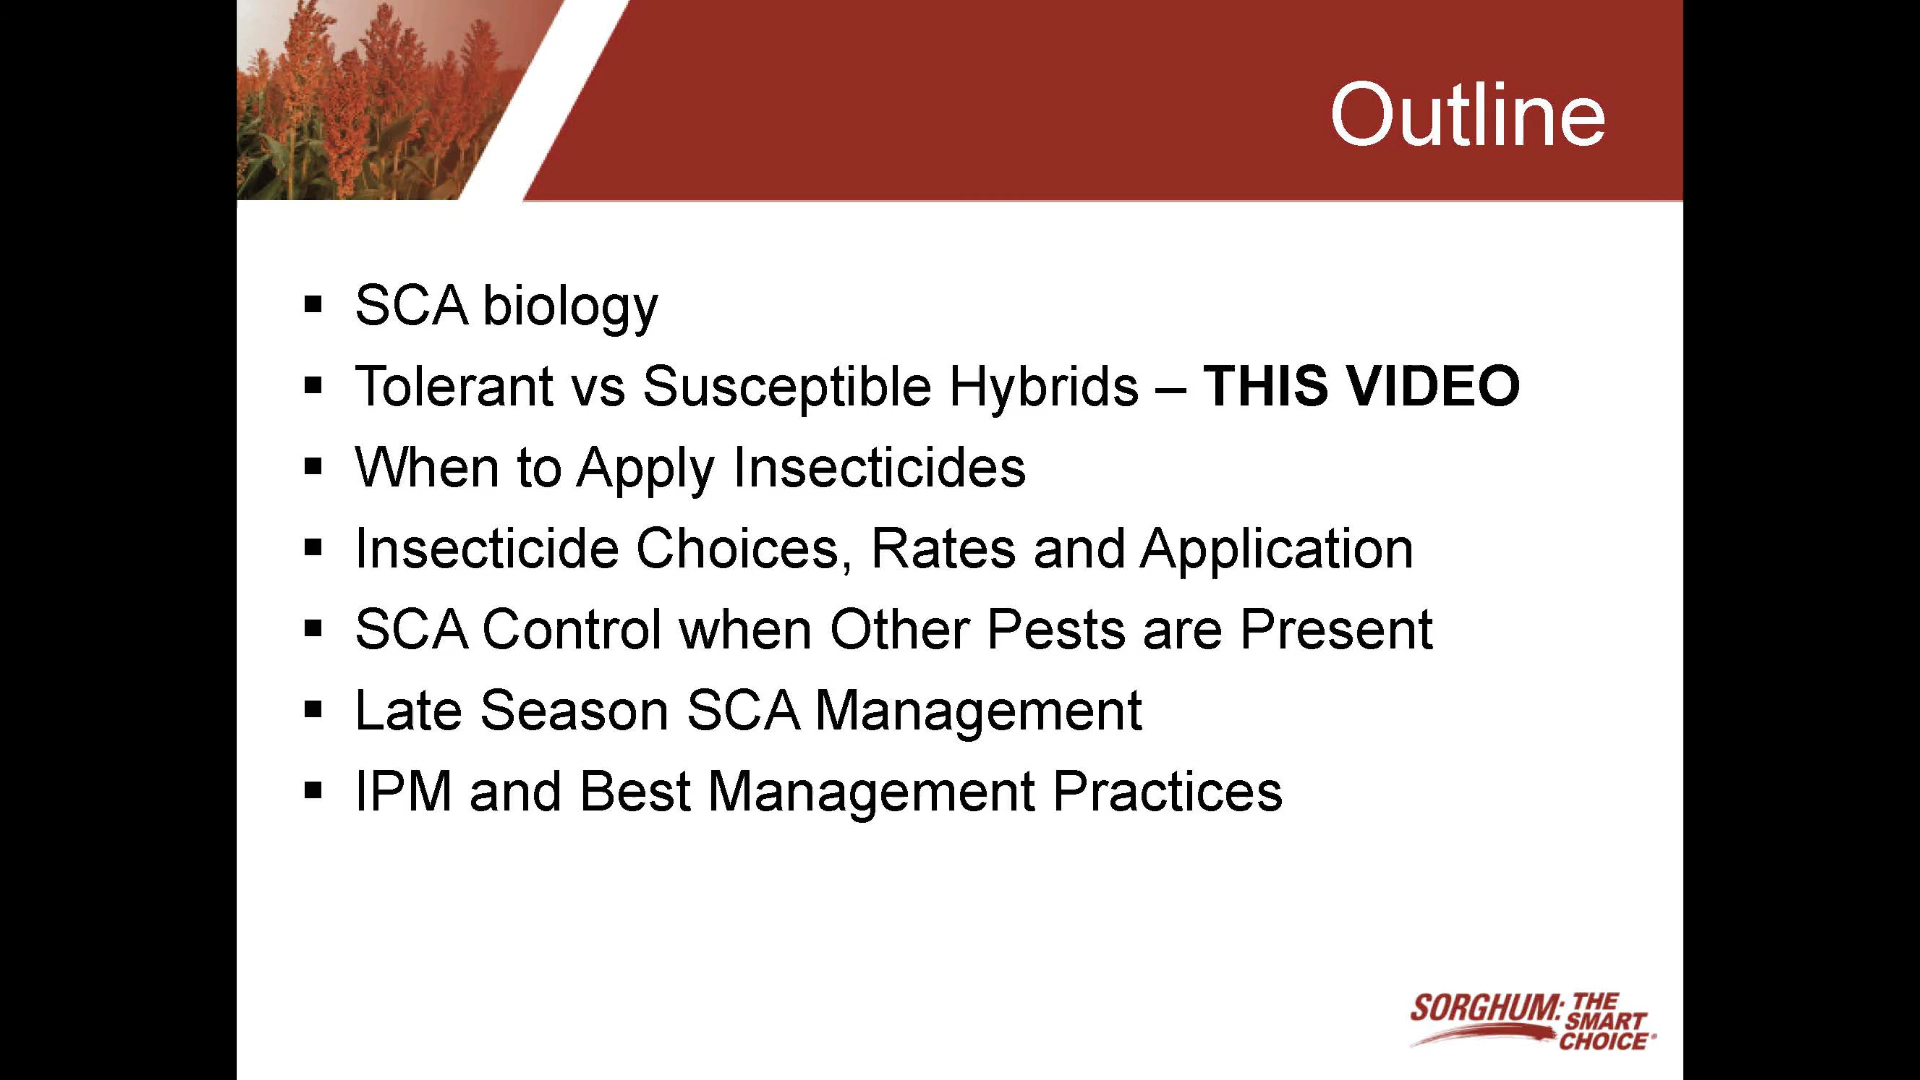 Outline
▪ SCA biology
▪ Tolerant vs Susceptible Hybrids – THIS VIDEO
▪ When to Apply Insecticides
▪ Insecticide Choices, Rates and Application
▪ SCA Control when Other Pests are Present
▪ Late Season SCA Management
▪ IPM and Best Management Practices
SORGHUM: THE
SMART
CHOICE®